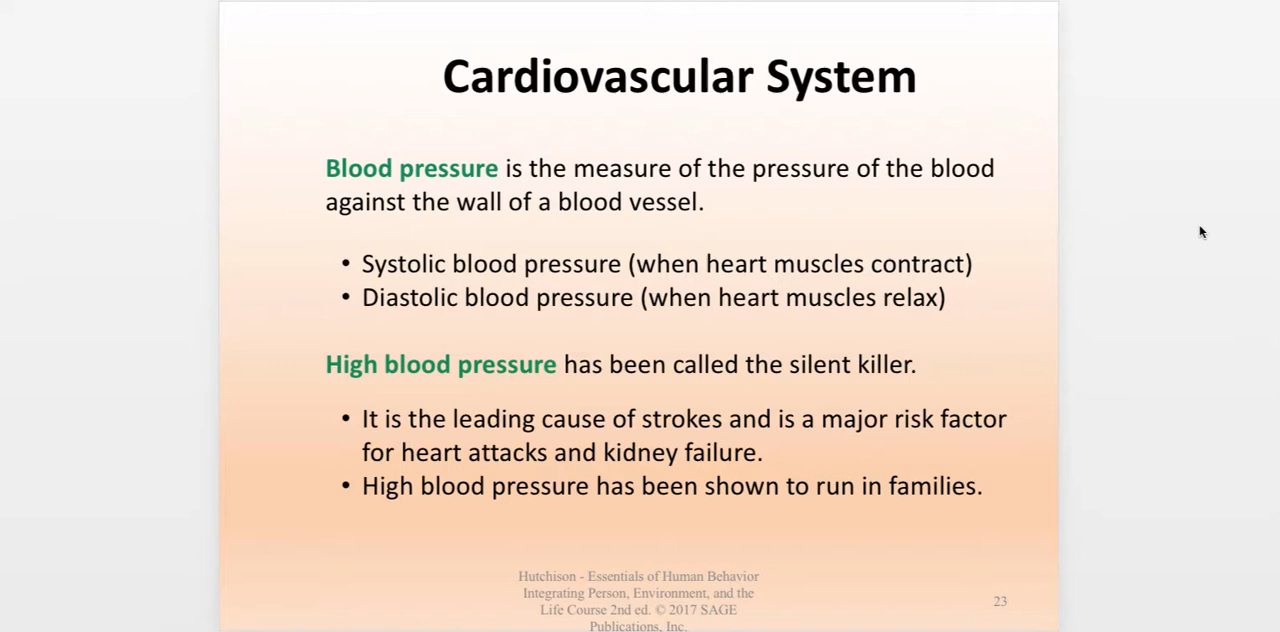 Cardiovascular System
Blood pressure is the measure of the pressure of the blood
against the wall of a blood vessel.
• Systolic blood pressure (when heart muscles contract)
• Diastolic blood pressure (when heart muscles relax)
High blood pressure has been called the silent killer.
• It is the leading cause of strokes and is a major risk factor
for heart attacks and kidney failure.
• High blood pressure has been shown to run in families.
Hutchison - Essentials of Human Behavior
Integrating Person, Environment, and the
Life Course 2nd ed. © 2017 SAGE
Publications, Inc.
23